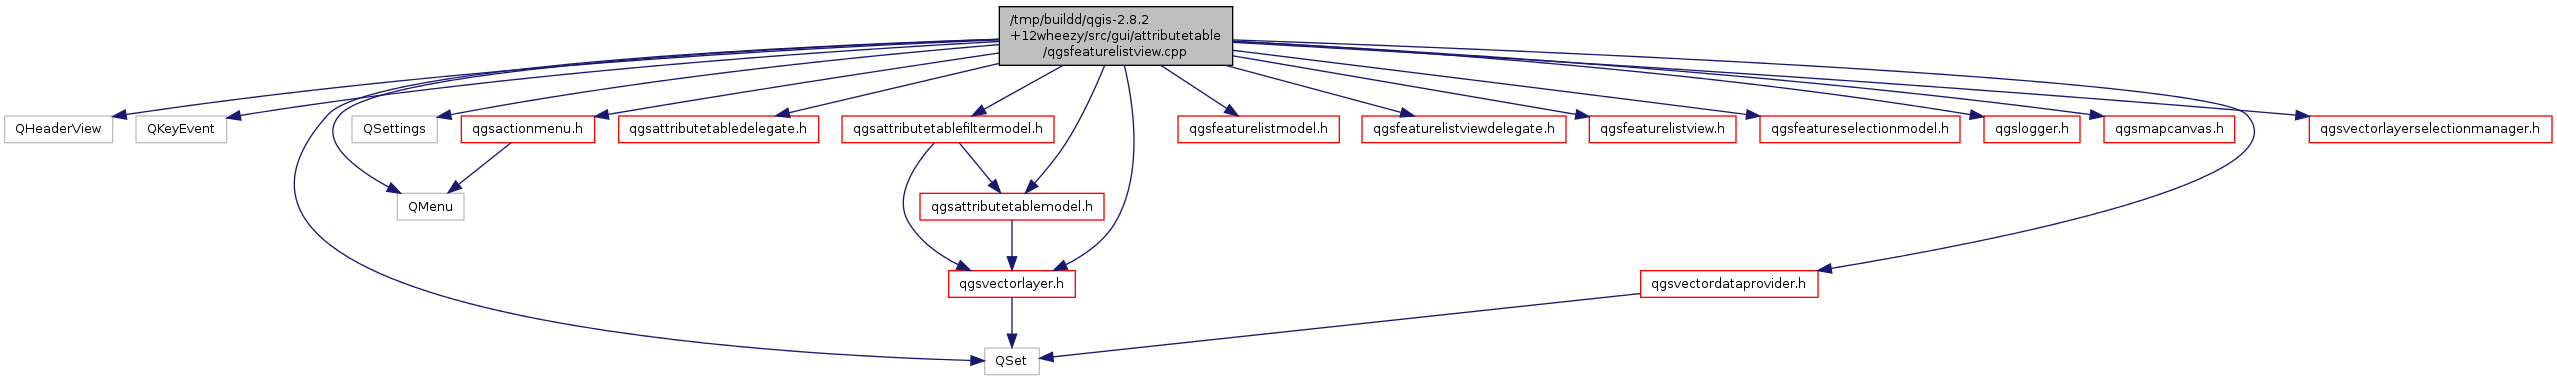 /tmp/buildd/qgis-2.8.2
+12wheezy/src/gui/attributetable
/qgsfeaturelistview.cpp
QHeaderView
QKeyEvent
QSettings
qgsactionmenu.h
qgsattributetabledelegate.h
qgsattributetablefiltermodel.h
qgsfeaturelistmodel.h
qgsfeaturelistviewdelegate.h
qgsfeaturelistview.h
qgsfeatureselectionmodel.h
qgslogger.h
qgsmapcanvas.h
qgsvectorlayerselectionmanager.h
QMenu
qgsattributetablemodel.h
qgsvectorlayer.h
qgsvectordataprovider.h
QSet